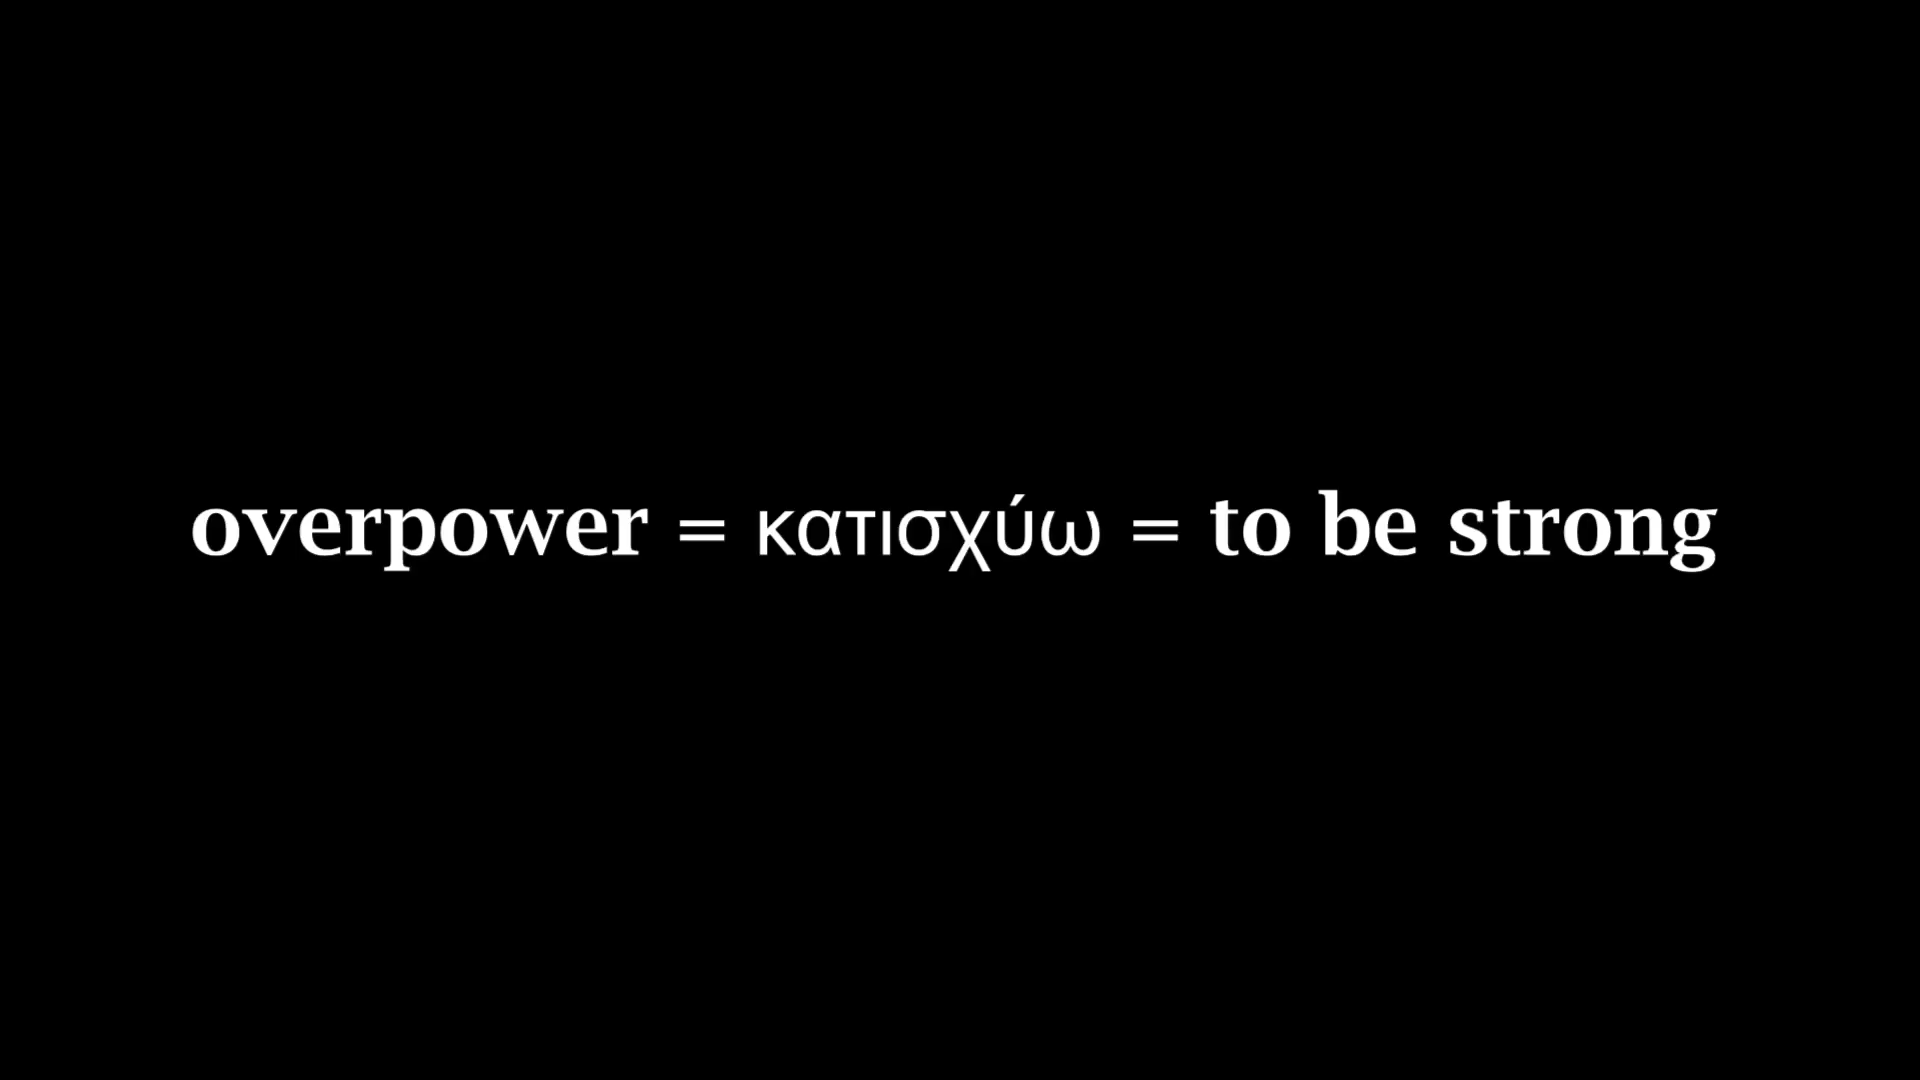 overpower = κατισχύω = to be strong